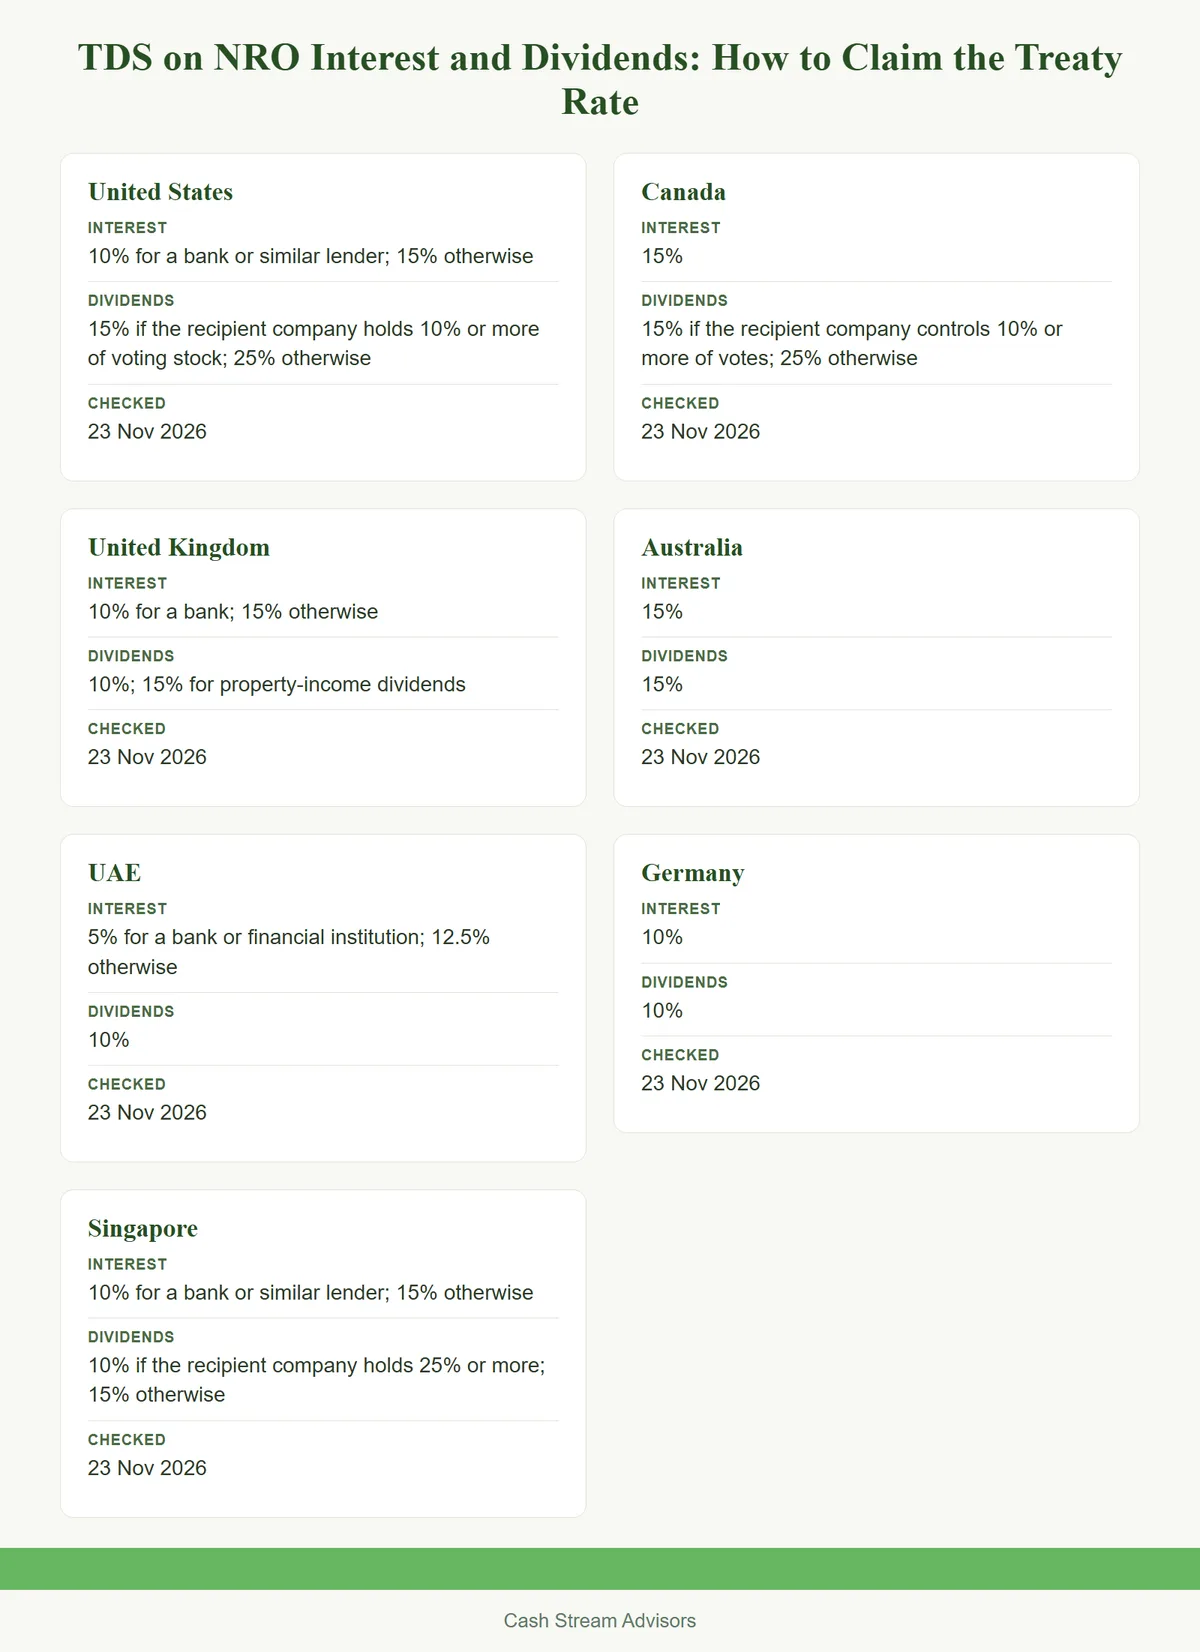 TDS on NRO Interest and Dividends: How to Claim the Treaty
Rate
United States
INTEREST
10% for a bank or similar lender; 15% otherwise
DIVIDENDS
15% if the recipient company holds 10% or more
of voting stock; 25% otherwise
CHECKED
23 Nov 2026
Canada
INTEREST
15%
DIVIDENDS
15% if the recipient company controls 10% or
more of votes; 25% otherwise
CHECKED
23 Nov 2026
United Kingdom
INTEREST
10% for a bank; 15% otherwise
DIVIDENDS
10%; 15% for property-income dividends
CHECKED
23 Nov 2026
Australia
INTEREST
15%
DIVIDENDS
15%
CHECKED
23 Nov 2026
UAE
INTEREST
5% for a bank or financial institution; 12.5%
otherwise
DIVIDENDS
10%
CHECKED
23 Nov 2026
Germany
INTEREST
10%
DIVIDENDS
10%
CHECKED
23 Nov 2026
Singapore
INTEREST
10% for a bank or similar lender; 15% otherwise
DIVIDENDS
10% if the recipient company holds 25% or more;
15% otherwise
CHECKED
23 Nov 2026
Cash Stream Advisors